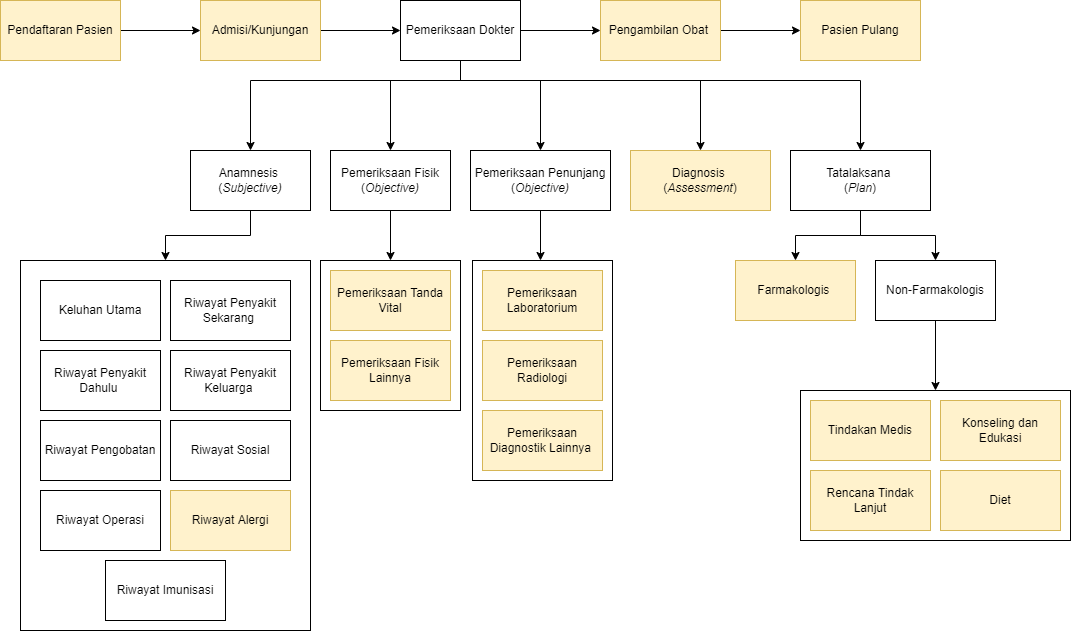 Pendaftaran Pasien
Admisi/Kunjungan
Pemeriksaan Dokter
Pengambilan Obat
Pasien Pulang
Anamnesis
(Subjective)
Pemeriksaan Fisik
(Objective)
Pemeriksaan Penunjang
(Objective)
Diagnosis
(Assessment)
Tatalaksana
(Plan)
Keluhan Utama
Riwayat Penyakit
Sekarang
Riwayat Penyakit
Dahulu
Riwayat Penyakit
Keluarga
Riwayat Pengobatan
Riwayat Sosial
Riwayat Operasi
Riwayat Alergi
Riwayat Imunisasi
Pemeriksaan Tanda
Vital
Pemeriksaan Fisik
Lainnya
Pemeriksaan
Laboratorium
Pemeriksaan
Radiologi
Pemeriksaan
Diagnostik Lainnya
Farmakologis
Non-Farmakologis
Tindakan Medis
Konseling dan
Edukasi
Rencana Tindak
Lanjut
Diet